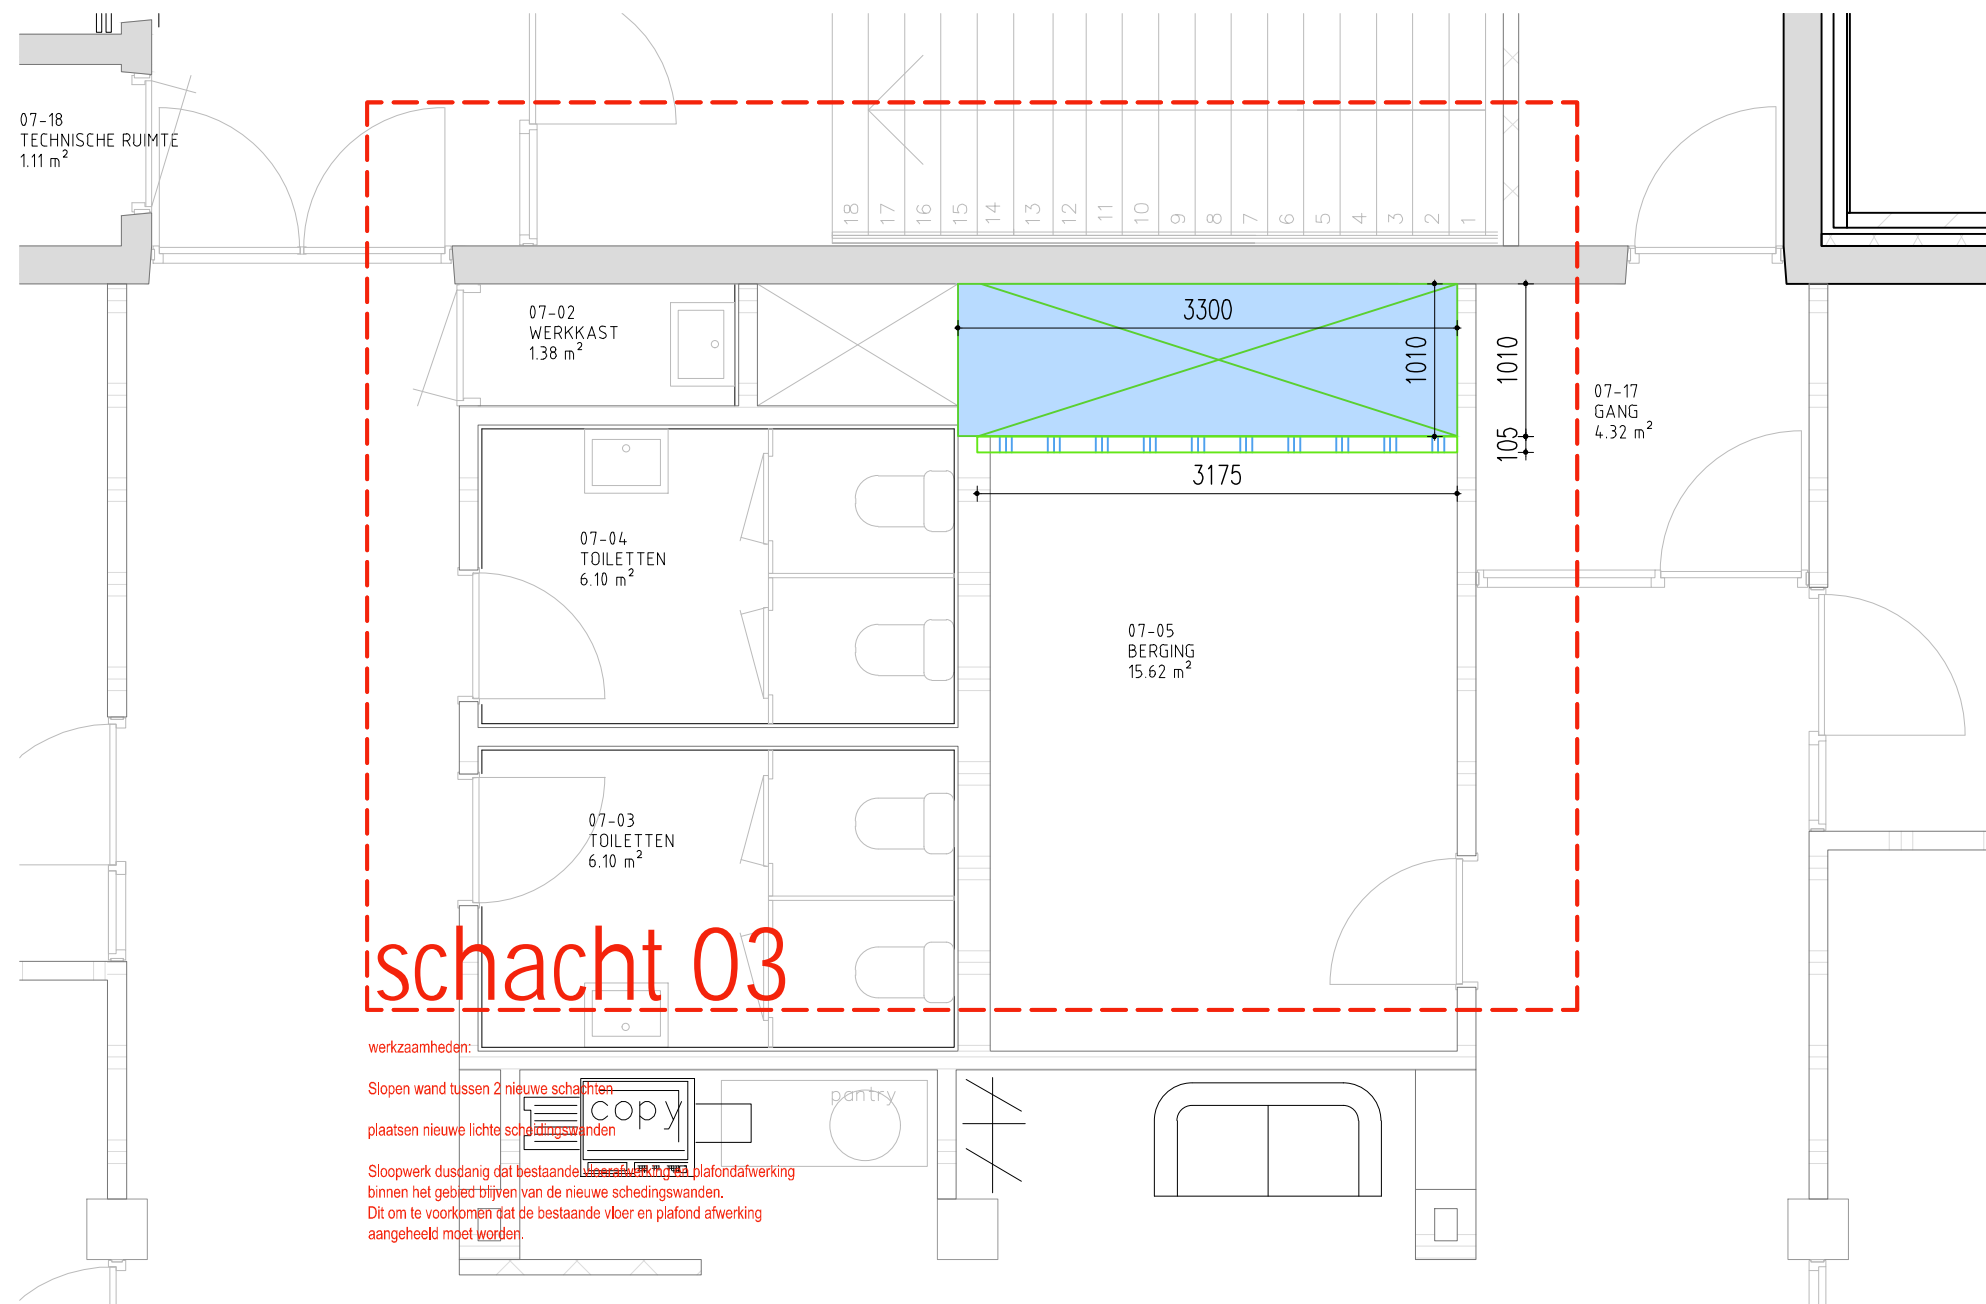 07-18
TECHNISCHE RUIMTE
1.11 m²
18
17
16
15
14
13
12
11
10
9
8
7
6
5
4
3
2
1
07-02
WERKKAST
1.38 m²
3300
1010
1010
105
3175
07-17
GANG
4.32 m²
07-04
TOILETTEN
6.10 m²
07-05
BERGING
15.62 m²
07-03
TOILETTEN
6.10 m²
schacht 03
werkzaamheden:
Slopen wand tussen 2 nieuwe schachten
copy
pantry
plaatsen nieuwe lichte scheidingswanden
Sloopwerk dusdanig dat bestaande vloerafwerking en plafondafwerking
binnen het gebied blijven van de nieuwe schedingswanden.
Dit om te voorkomen dat de bestaande vloer en plafond afwerking
aangeheeld moet worden.